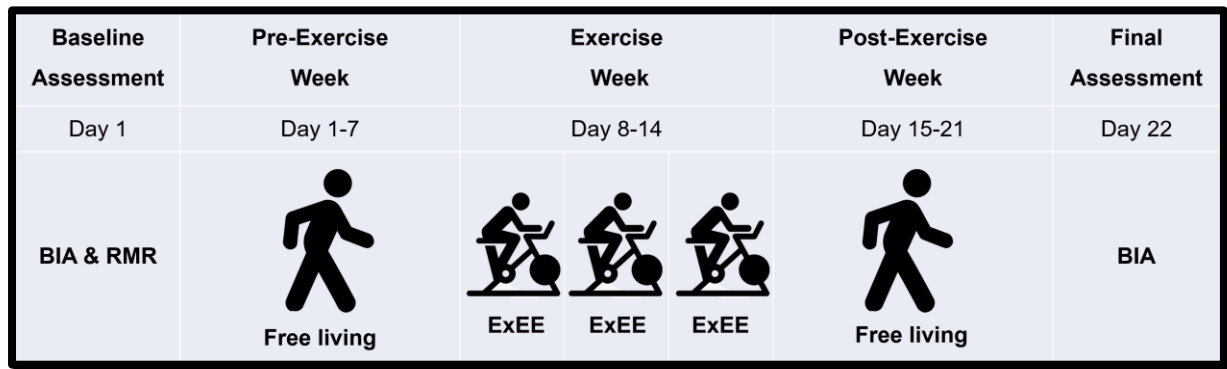 Baseline
Assessment
Pre-Exercise
Week
Exercise
Week
Post-Exercise
Week
Final
Assessment
Day 1
Day 1-7
Day 8-14
Day 15-21
Day 22
BIA & RMR
Free living
ExEE
ExEE
ExEE
Free living
BIA